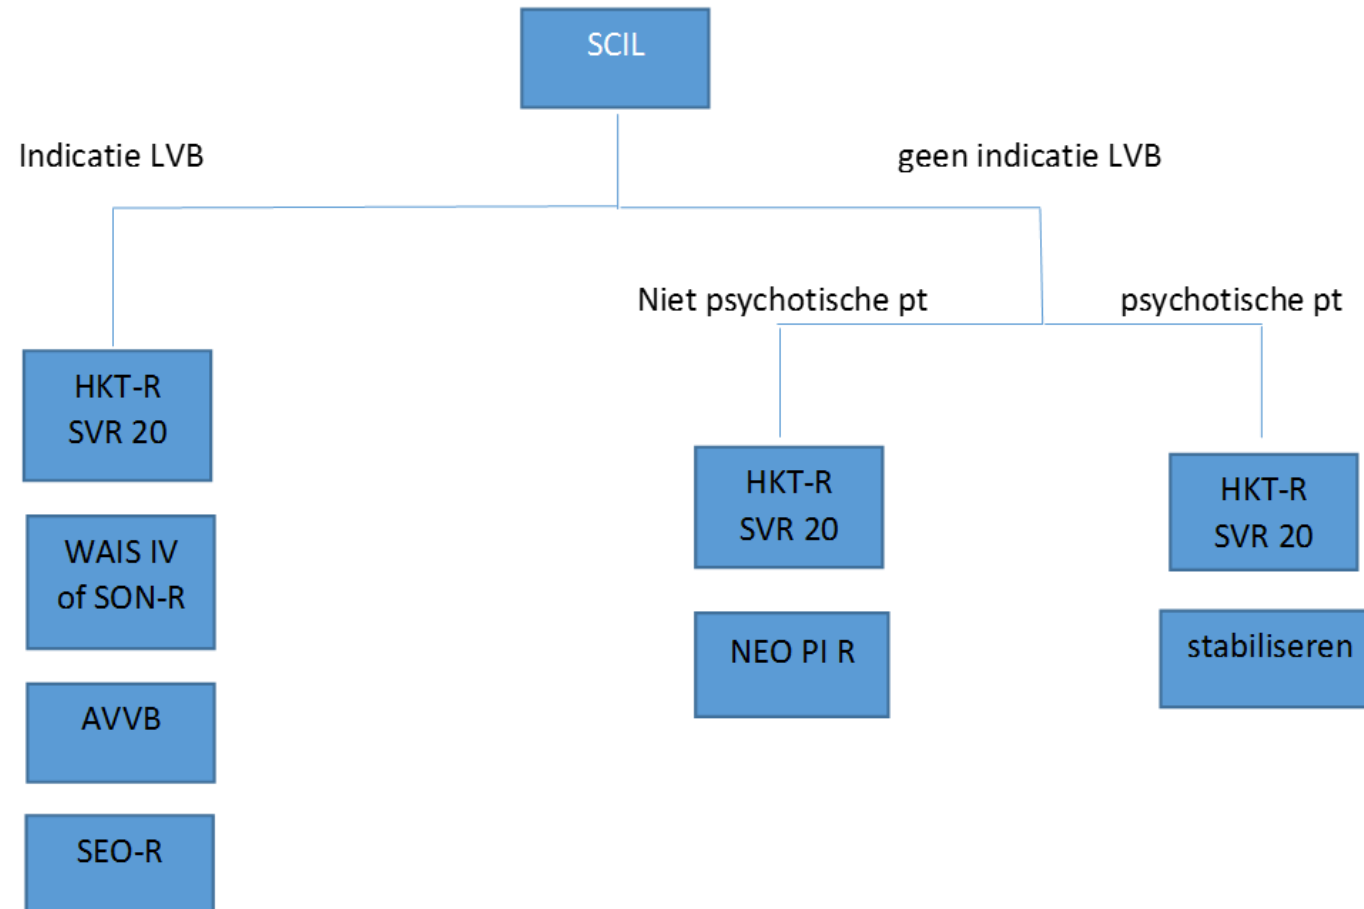 SCIL
Indicatie LVB
geen indicatie LVB
Niet psychotische pt
psychotische pt
HKT-R
SVR 20
WAIS IV
of SON-R
AVVB
SEO-R
HKT-R
SVR 20
NEO PI R
HKT-R
SVR 20
stabiliseren